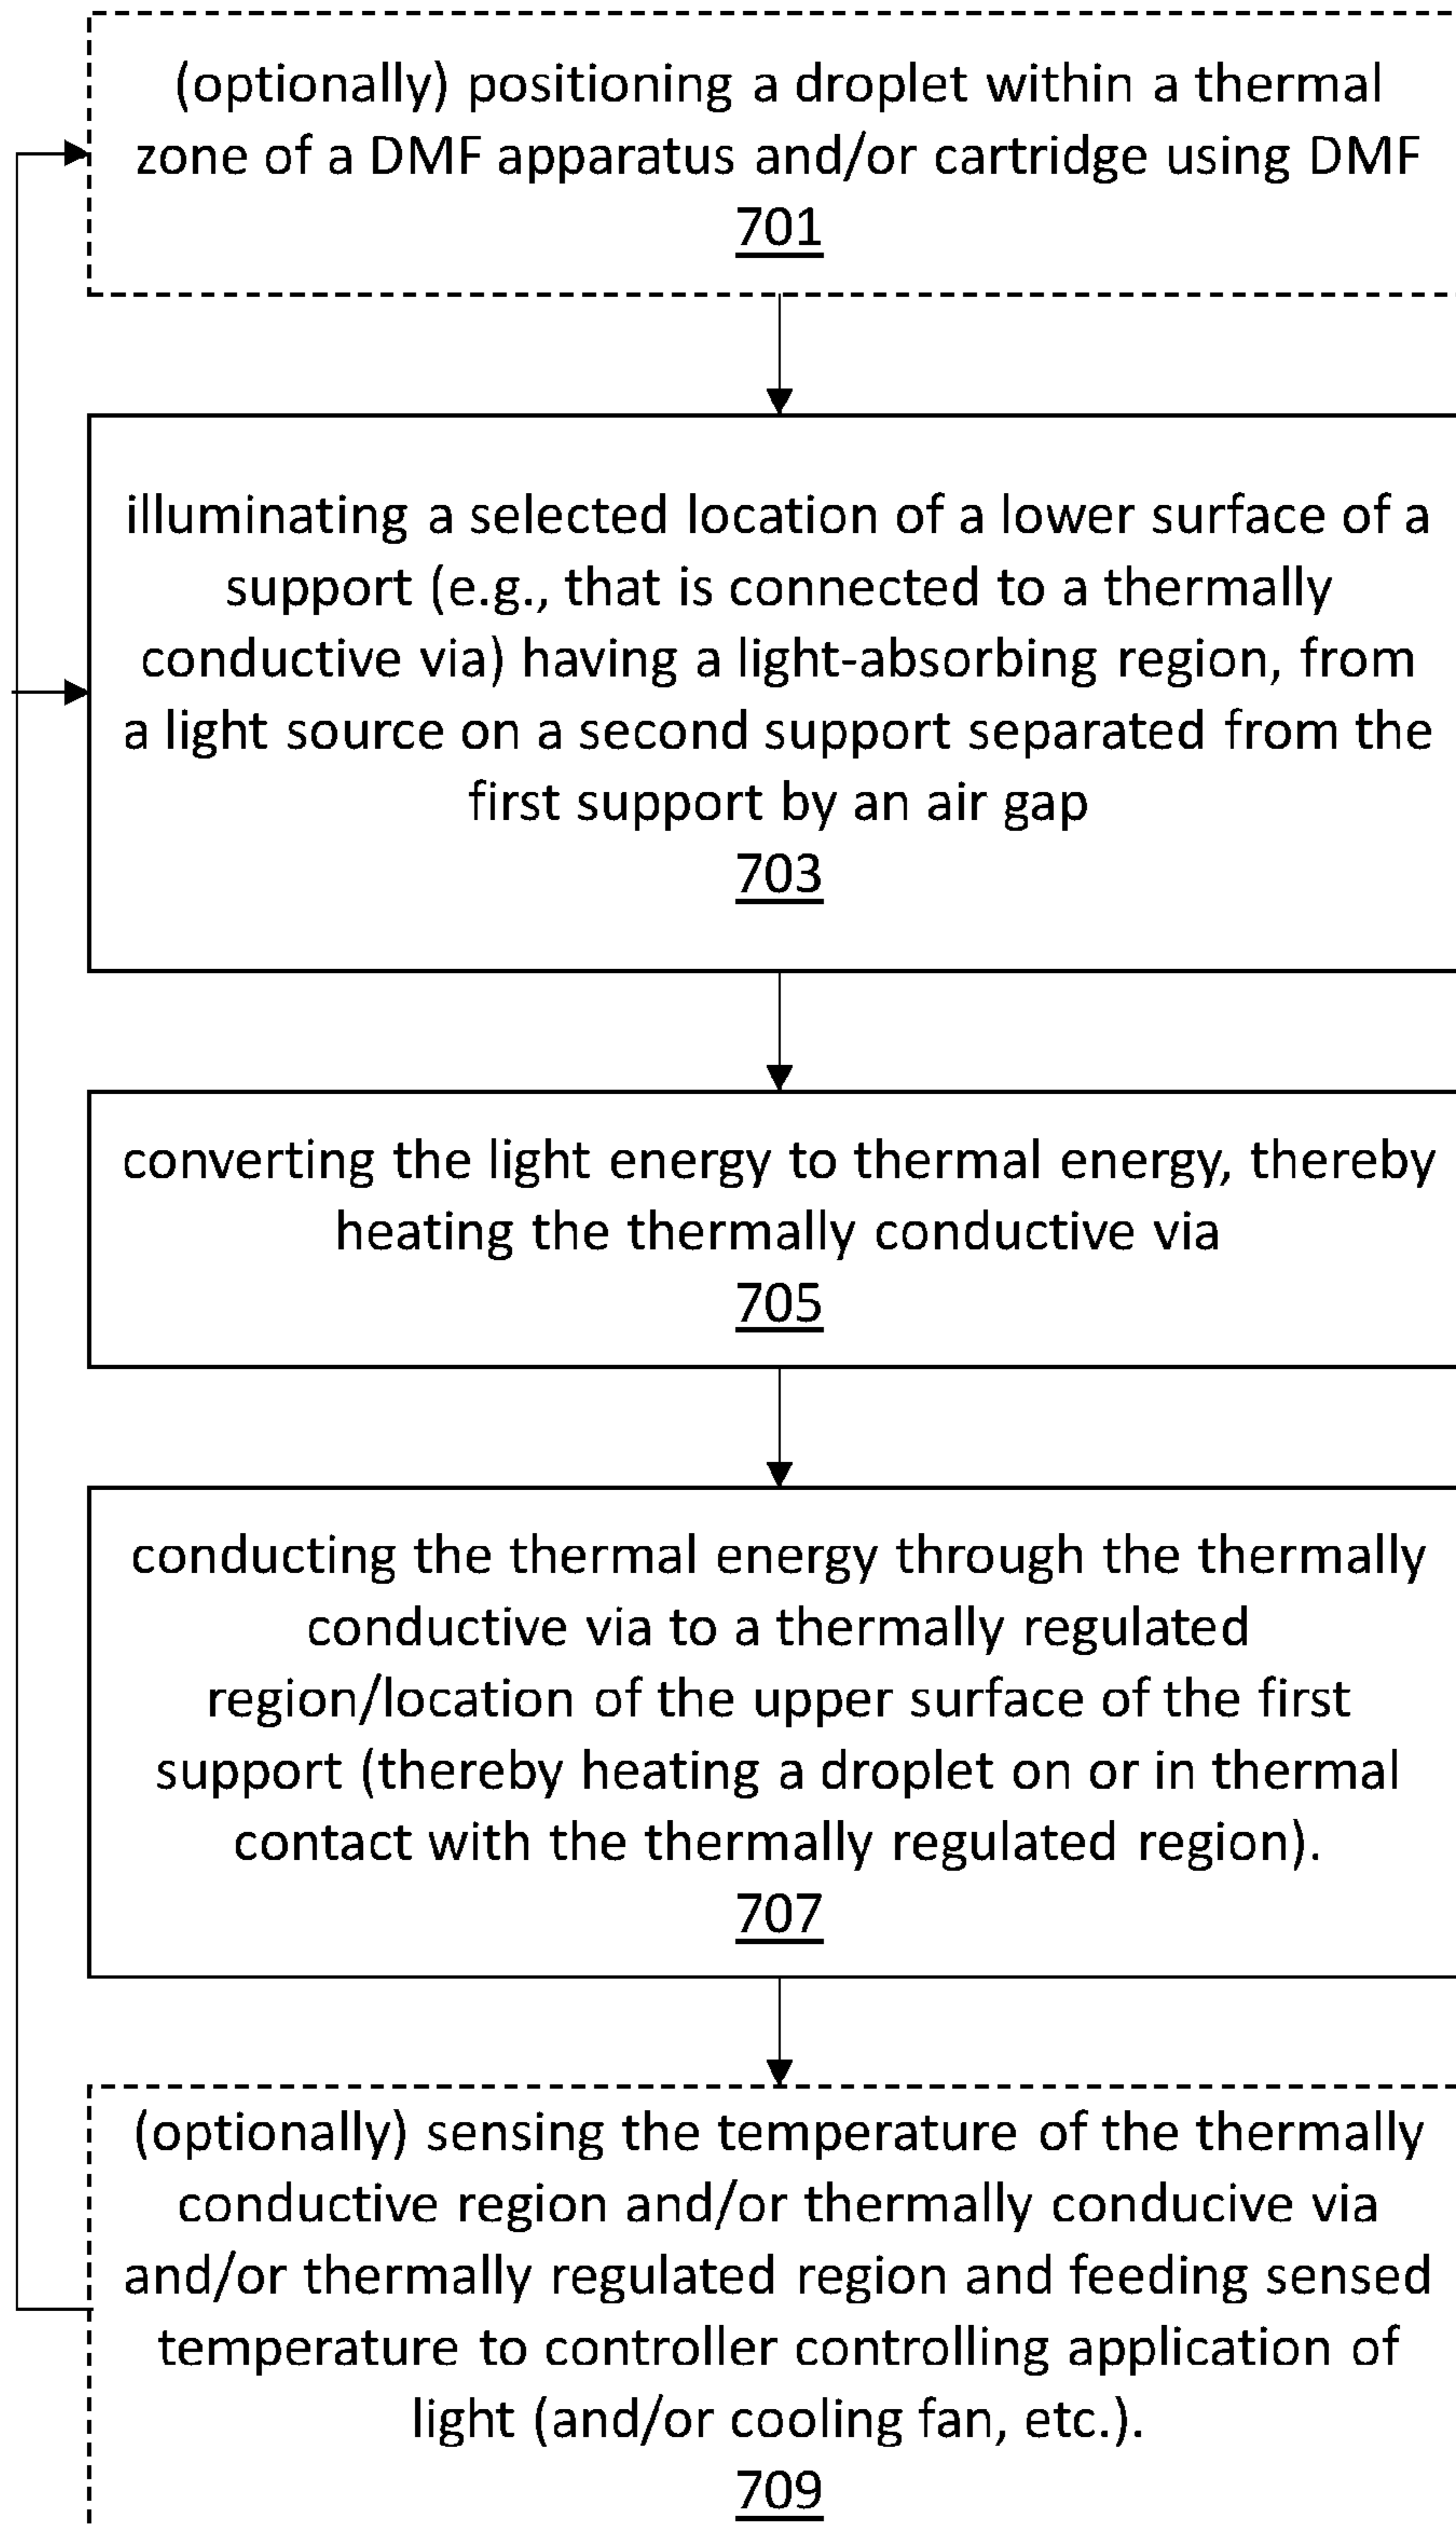 (optionally) positioning a droplet within a thermal
zone of a DMF apparatus and/or cartridge using DMF
701
illuminating a selected location of a lower surface of a
support (e.g., that is connected to a thermally
conductive via) having a light-absorbing region, from
a light source on a second support separated from the
first support by an air gap
703
converting the light energy to thermal energy, thereby
heating the thermally conductive via
705
conducting the thermal energy through the thermally
conductive via to a thermally regulated
region/location of the upper surface of the first
support (thereby heating a droplet on or in thermal
contact with the thermally regulated region).
707
(optionally) sensing the temperature of the thermally
conductive region and/or thermally conducive via
and/or thermally regulated region and feeding sensed
temperature to controller controlling application of
light (and/or cooling fan, etc.).
709